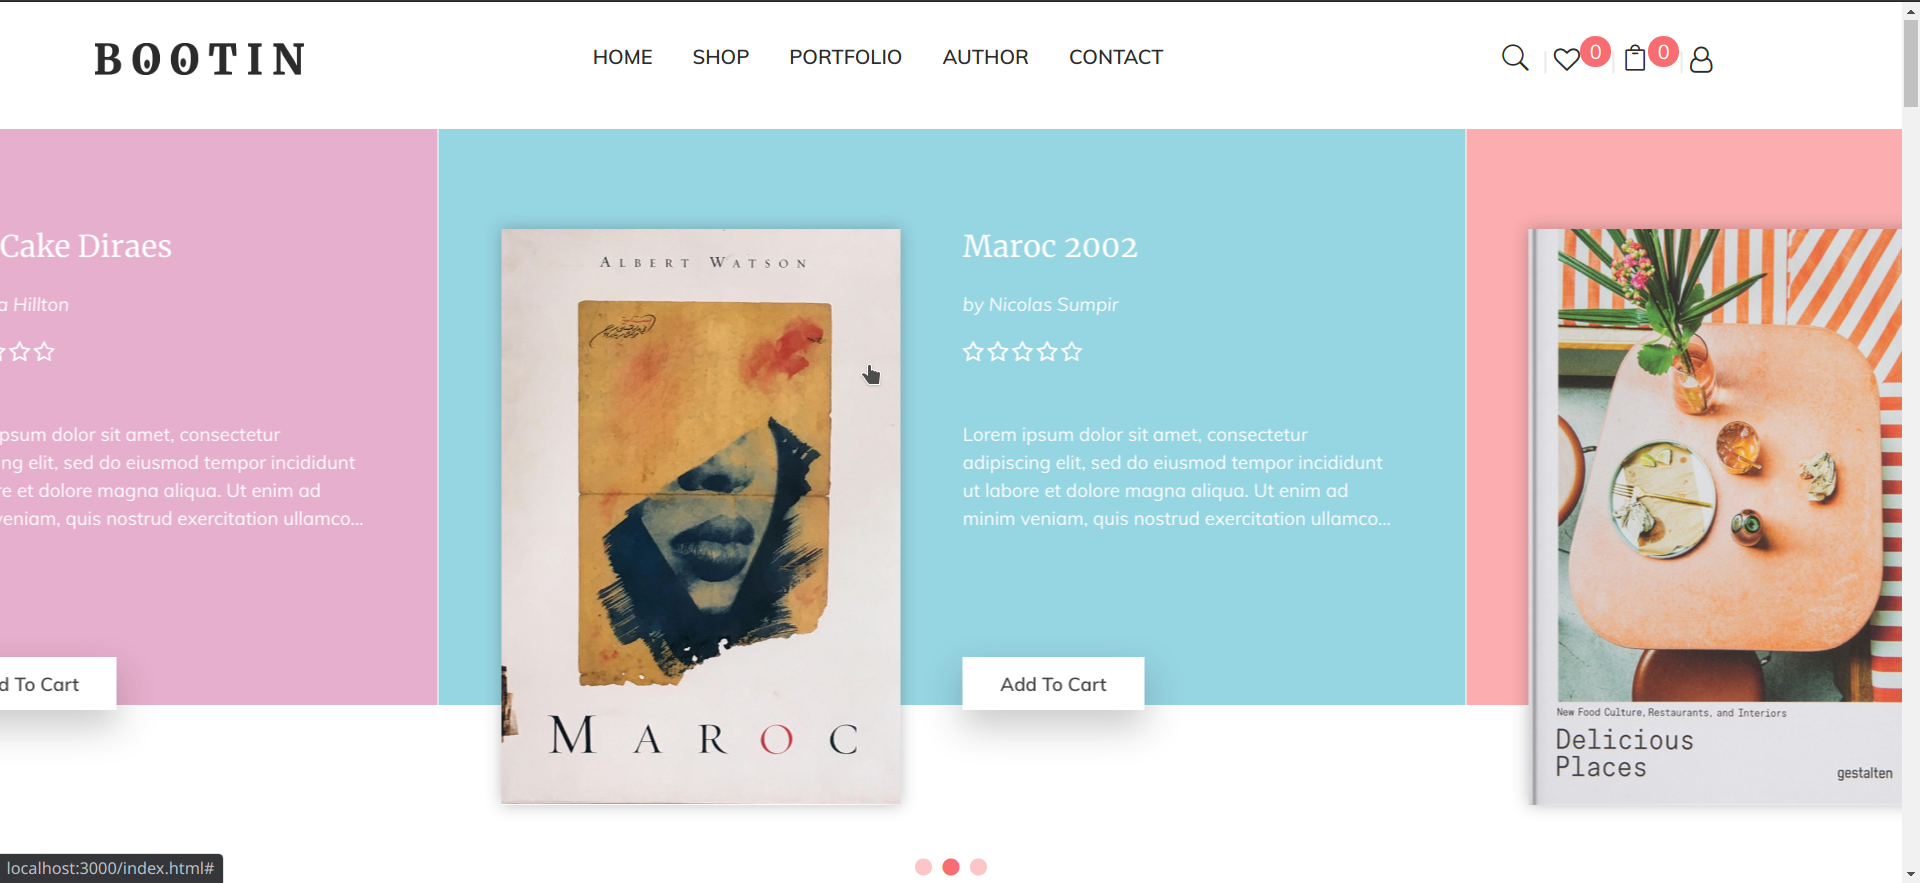 BOOTIN
HOME
SHOP
PORTFOLIO
AUTHOR
CONTACT
0
0
Cake Diraes
a Hillton
psum dolor sit amet, consectetur
ng elit, sed do eiusmod tempor incididunt
re et dolore magna aliqua. Ut enim ad
veniam, quis nostrud exercitation ullamco...
d To Cart
ALBERT WATSON
MAROC
Maroc 2002
by Nicolas Sumpir
Lorem ipsum dolor sit amet, consectetur
adipiscing elit, sed do eiusmod tempor incididunt
ut labore et dolore magna aliqua. Ut enim ad
minim veniam, quis nostrud exercitation ullamco...
Add To Cart
New Food Culture, Restaurants, and Interiors
Delicious
Places
gestalten
localhost:3000/index.html#